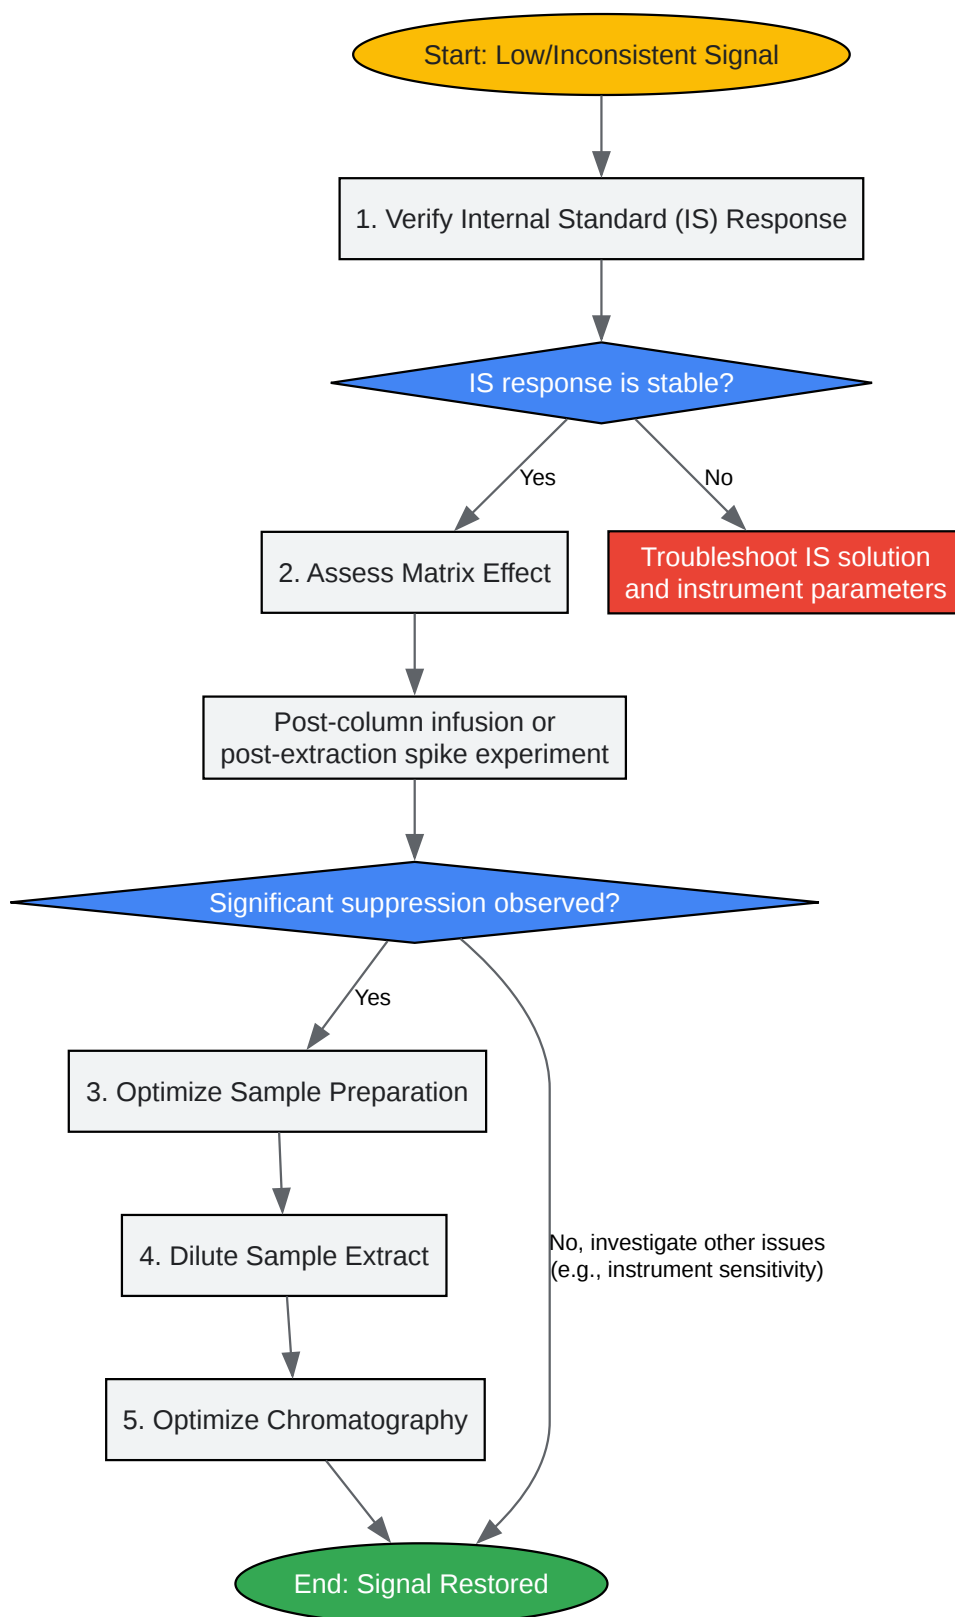 Start: Low/Inconsistent Signal
1. Verify Internal Standard (IS) Response
IS response is stable?
Yes
No
2. Assess Matrix Effect
Troubleshoot IS solution
and instrument parameters
Post-column infusion or
post-extraction spike experiment
Significant suppression observed?
Yes
3. Optimize Sample Preparation
No, investigate other issues
(e.g., instrument sensitivity)
4. Dilute Sample Extract
5. Optimize Chromatography
End: Signal Restored